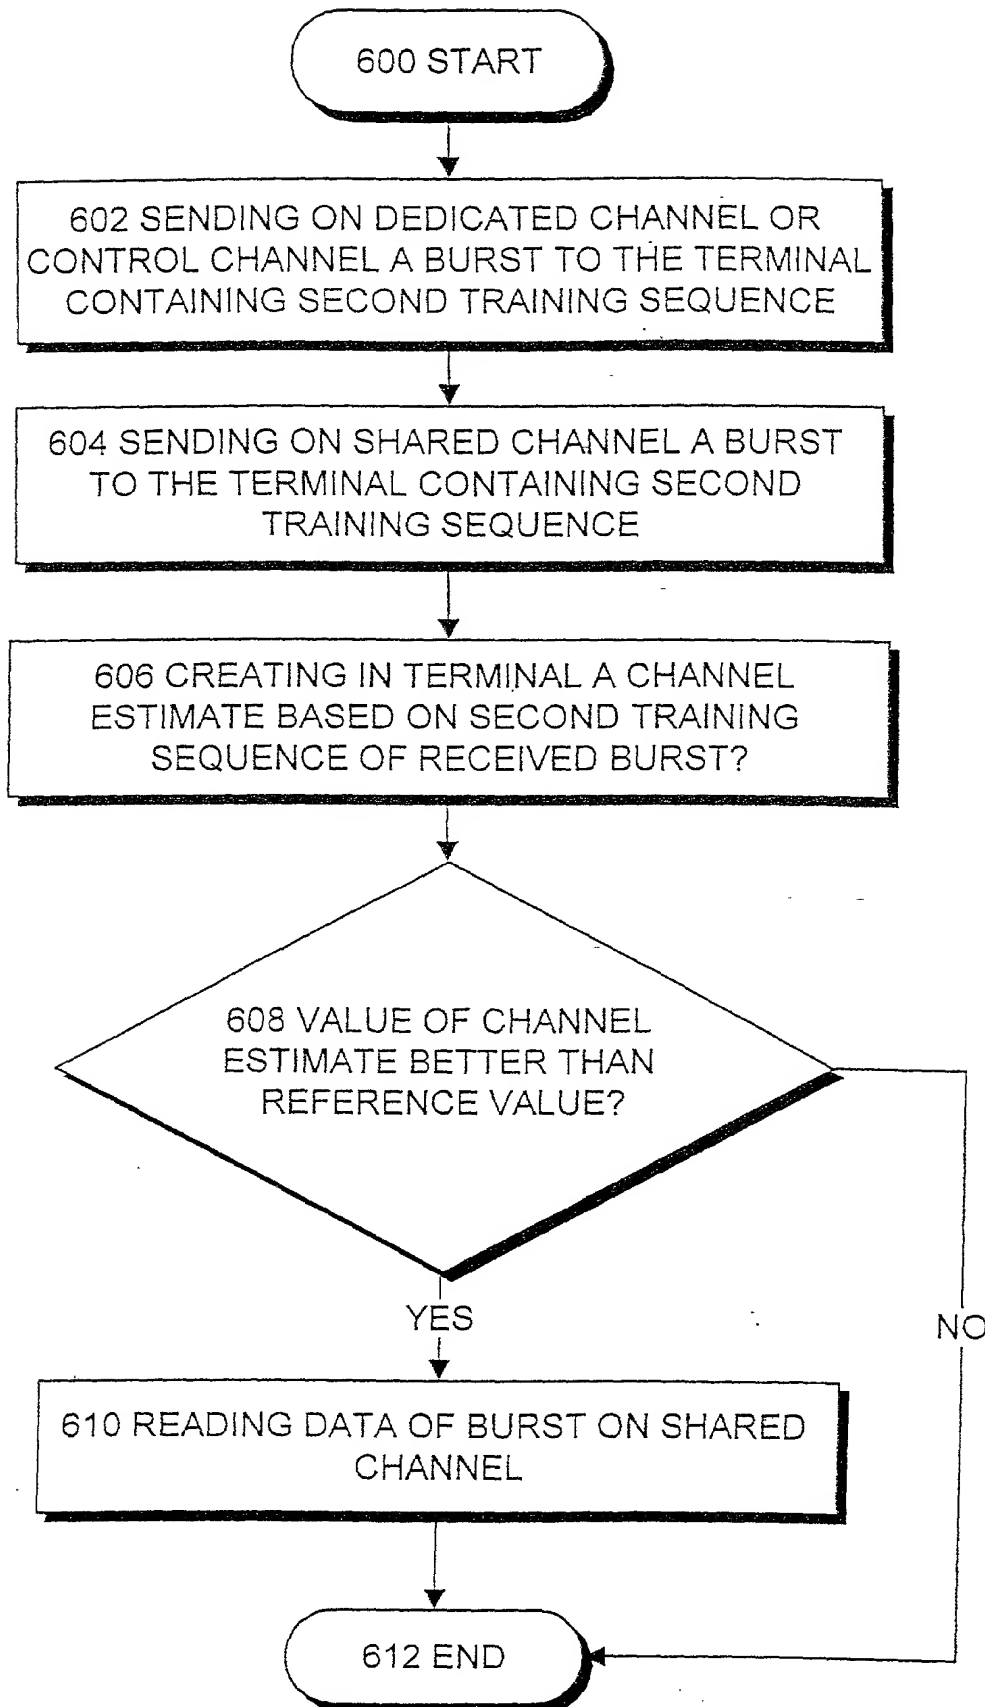 600 START
602 SENDING ON DEDICATED CHANNEL OR
CONTROL CHANNEL A BURST TO THE TERMINAL
CONTAINING SECOND TRAINING SEQUENCE
604 SENDING ON SHARED CHANNEL A BURST
TO THE TERMINAL CONTAINING SECOND
TRAINING SEQUENCE
606 CREATING IN TERMINAL A CHANNEL
ESTIMATE BASED ON SECOND TRAINING
SEQUENCE OF RECEIVED BURST?
608 VALUE OF CHANNEL
ESTIMATE BETTER THAN
REFERENCE VALUE?
YES
NO
610 READING DATA OF BURST ON SHARED
CHANNEL
612 END